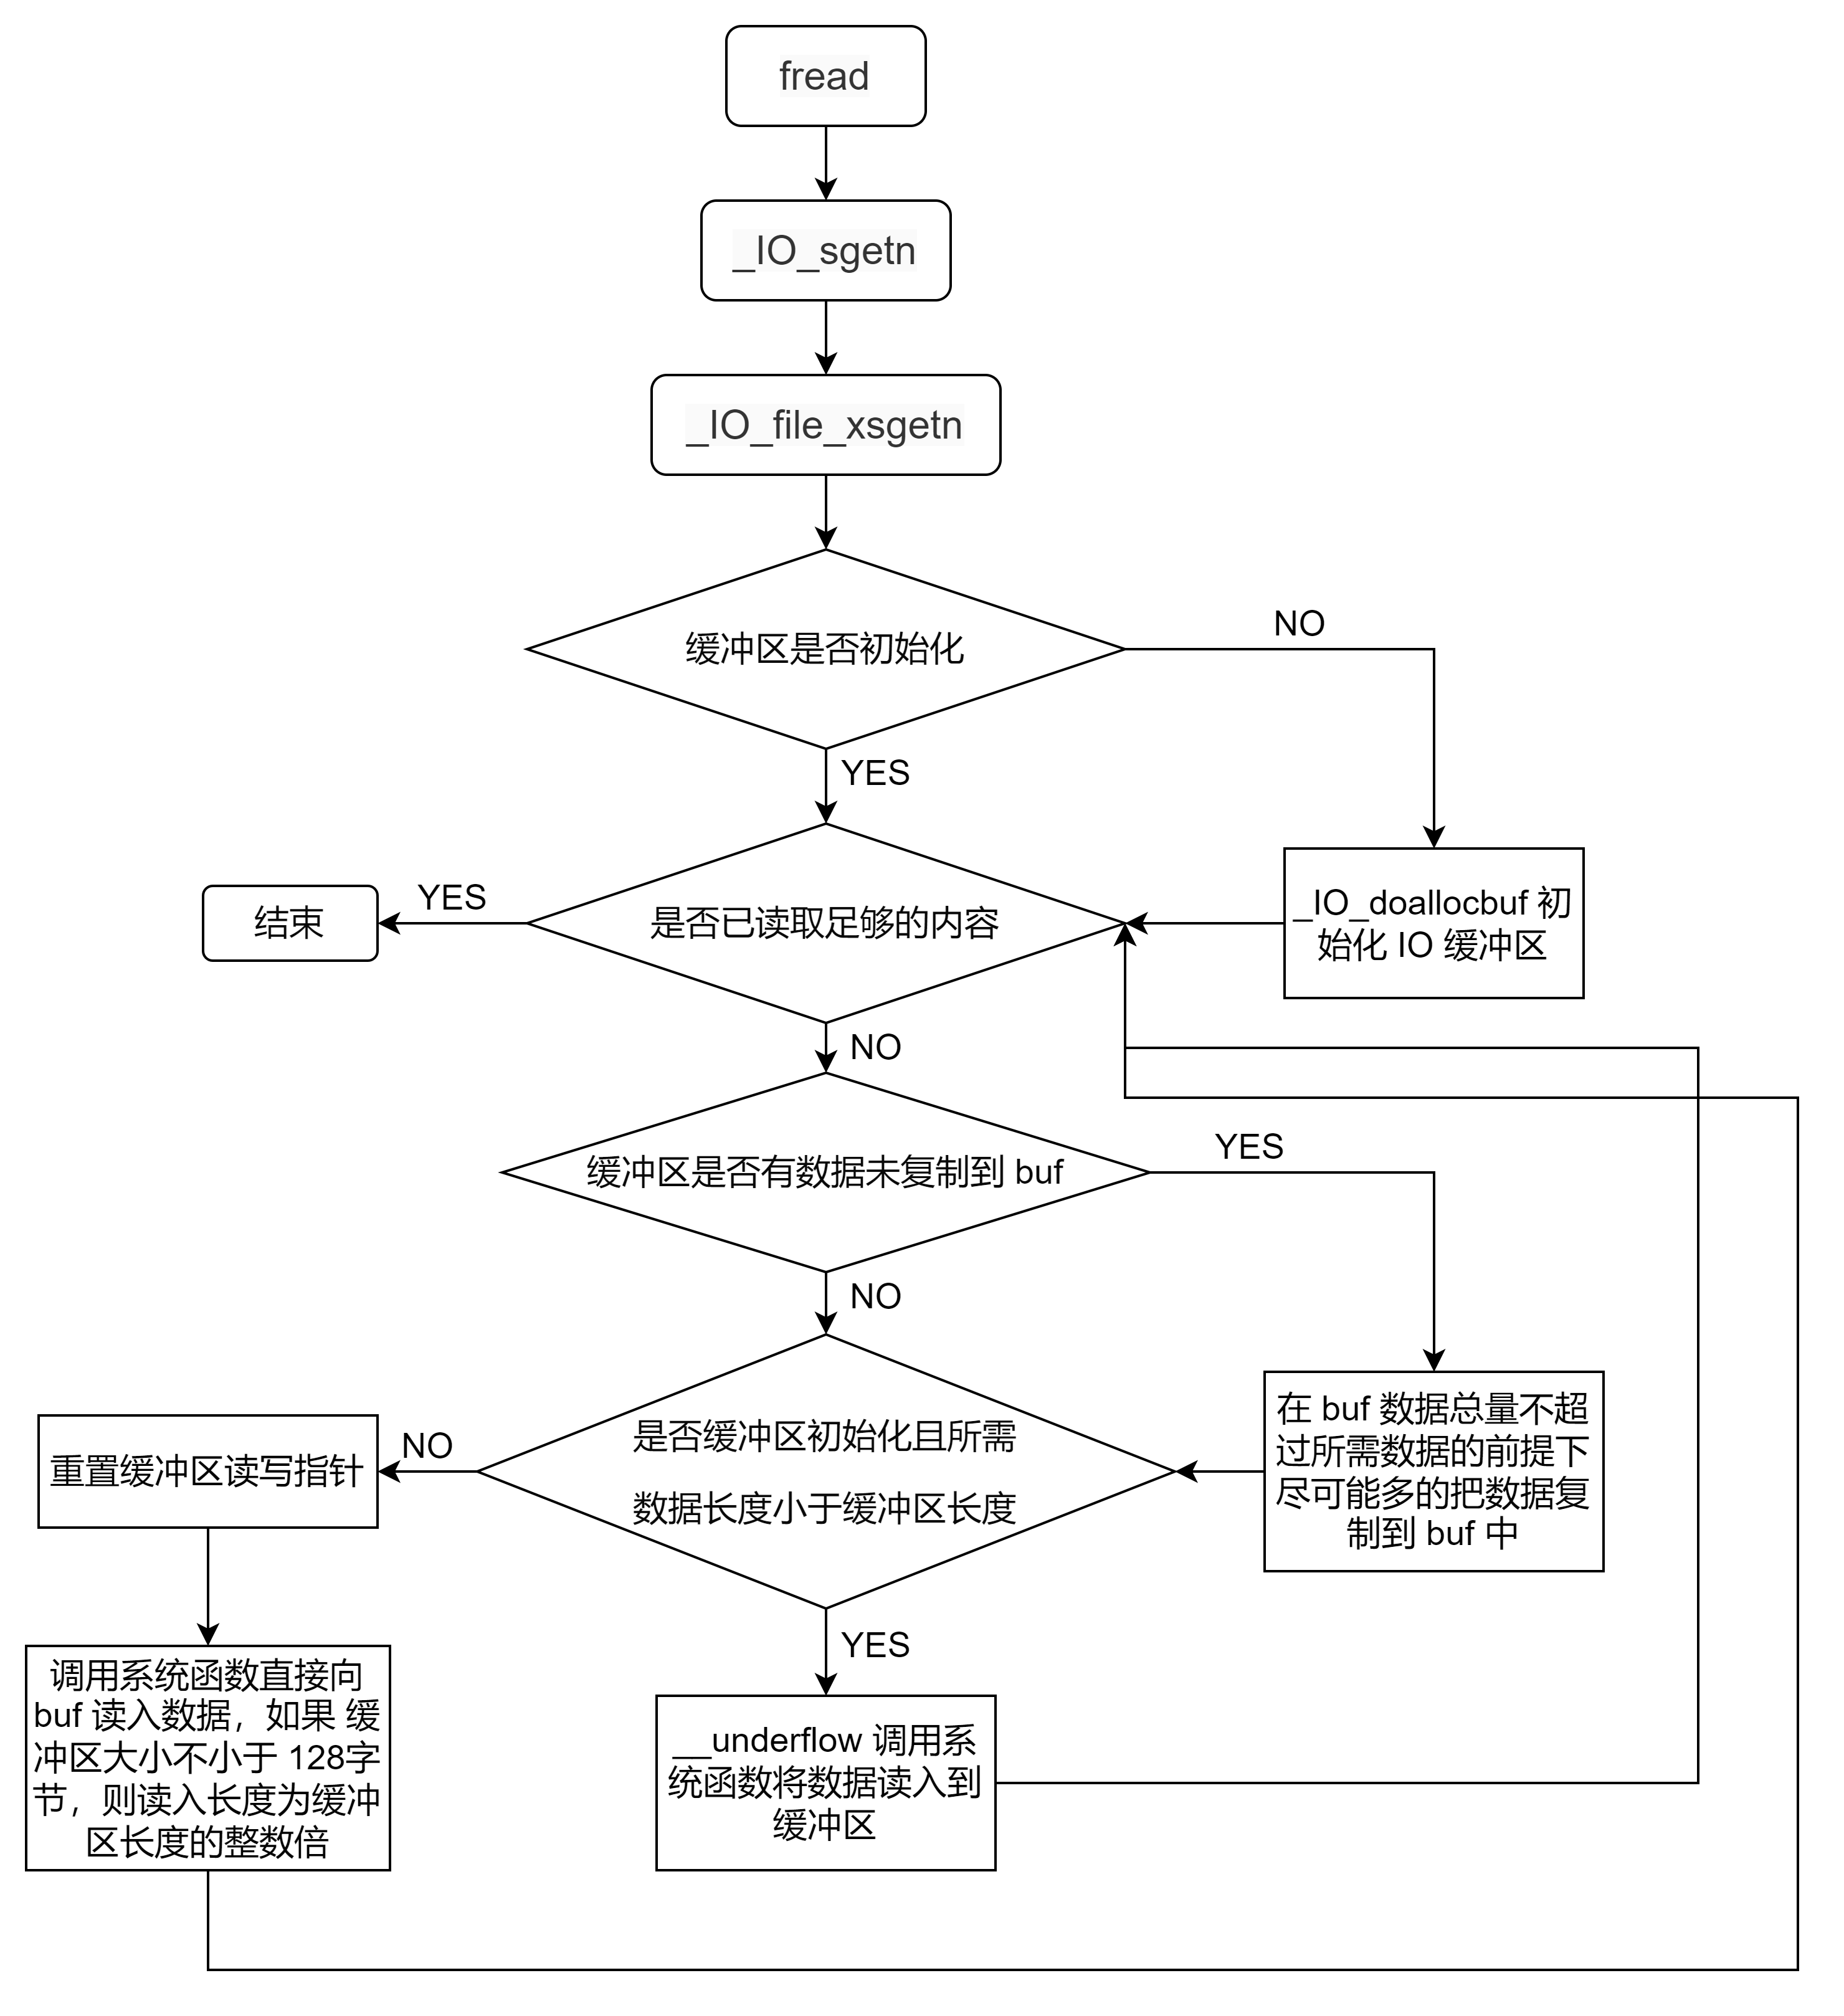 fread
_IO_sgetn
_IO_file_xsgetn
缓冲区是否初始化
NO
YES
结束
YES
是否已读取足够的内容
_IO_doallocbuf 初
始化 IO 缓冲区
NO
缓冲区是否有数据未复制到 buf
YES
NO
在 buf 数据总量不超
过所需数据的前提下
尽可能多的把数据复
制到 buf 中
是否缓冲区初始化且所需
数据长度小于缓冲区长度
NO
重置缓冲区读写指针
YES
调用系统函数直接向
buf 读入数据，如果 缓
冲区大小不小于 128字
节，则读入长度为缓冲
区长度的整数倍
__underflow 调用系
统函数将数据读入到
缓冲区